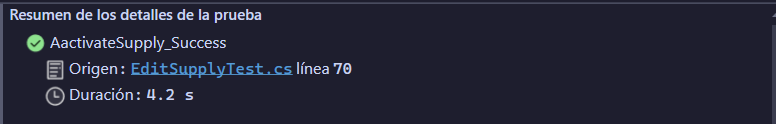 Resumen de los detalles de la prueba
AactivateSupply_Success
Origen: EditSupplyTest.cs línea 70
Duración: 4.2 s